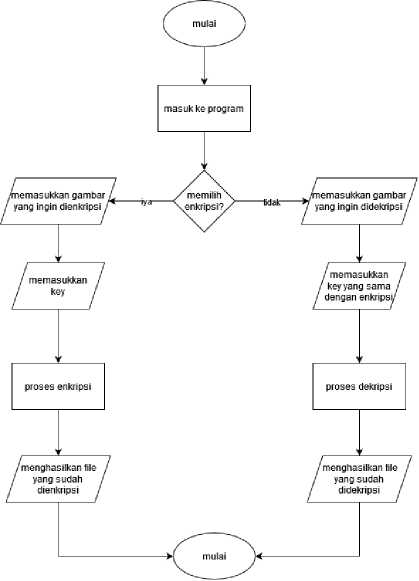 mulai
masuk ke program
memilih
enkripsi?
iya
tidak
memasukkan gambar
yang ingin dienkripsi
memasukkan gambar
yang ingin didekripsi
memasukkan
key
memasukkan
key yang sama
dengan enkripsi
proses enkripsi
proses dekripsi
menghasilkan file
yang sudah
dienkripsi
menghasilkan file
yang sudah
didekripsi
mulai